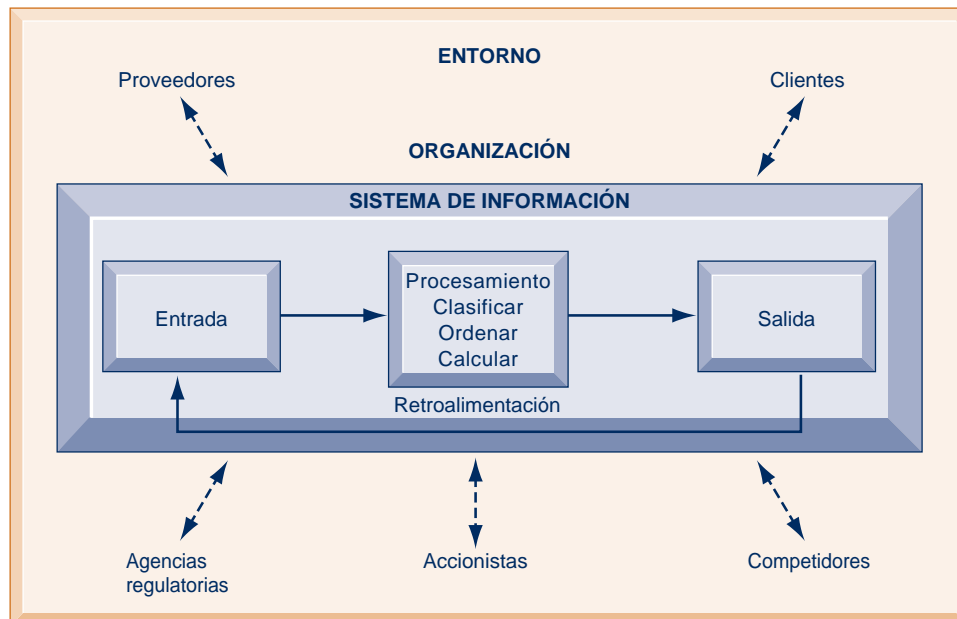 ENTORNO
Proveedores
Clientes
ORGANIZACIÓN
SISTEMA DE INFORMACIÓN
Entrada
Procesamiento
Clasificar
Ordenar
Calcular
Salida
Retroalimentación
Agencias
regulatorias
Accionistas
Competidores